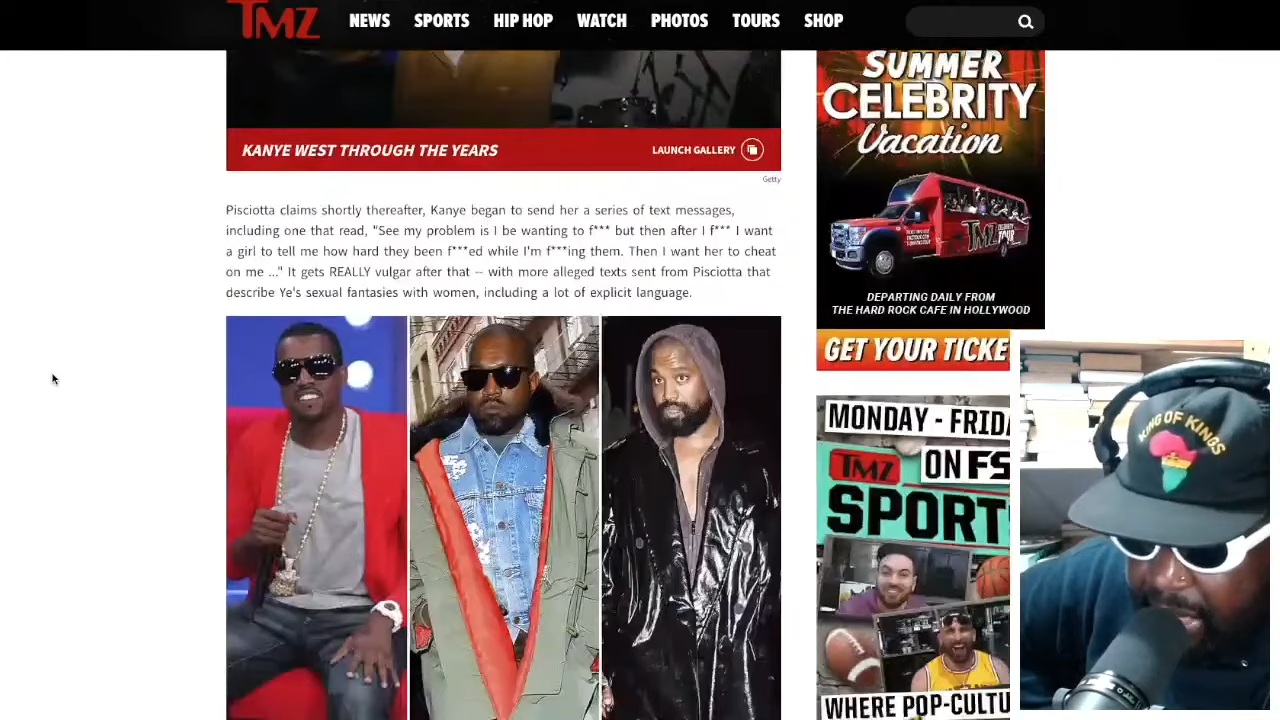 TMZ
NEWS
SPORTS
HIP HOP
WATCH
PHOTOS
TOURS
SHOP
KANYE WEST THROUGH THE YEARS
LAUNCH GALLERY
Getty
Pisciotta claims shortly thereafter, Kanye began to send her a series of text messages,
including one that read, "See my problem is I be wanting to f*** but then after I f*** I want
a girl to tell me how hard they been f***ed while I'm f***ing them. Then I want her to cheat
on me ..." It gets REALLY vulgar after that -- with more alleged texts sent from Pisciotta that
describe Ye's sexual fantasies with women, including a lot of explicit language.
SUMMER
CELEBRITY
Vacation
TMZ
CELEBRITY
TOUR
DEPARTING DAILY FROM
THE HARD ROCK CAFE IN HOLLYWOOD
GET YOUR TICKE
MONDAY - FRIDA
TMZ ON FS
SPORT
WHERE POP-CULTU
KING OF KINGS